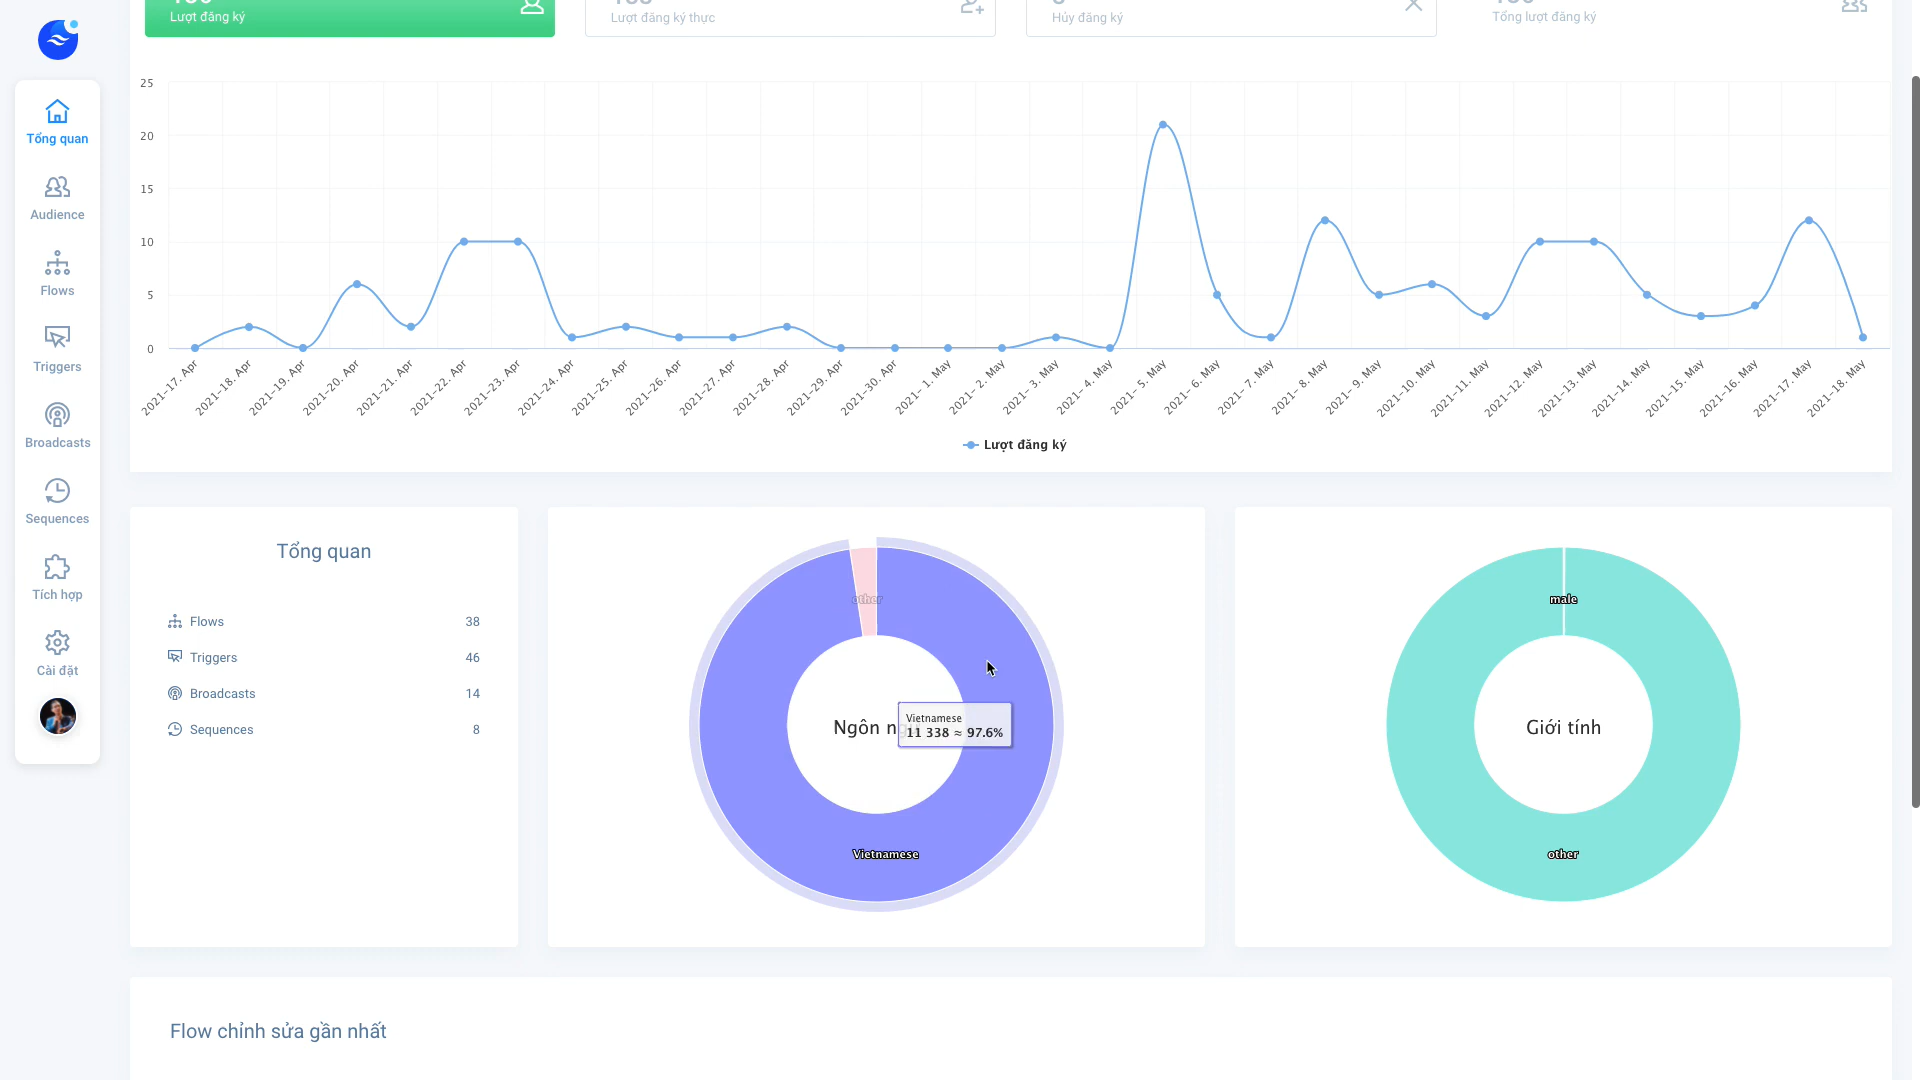 Lượt đăng ký
Lượt đăng ký thực
Hủy đăng ký
Tổng lượt đăng ký
Tổng quan
Audience
Flows
Triggers
Broadcasts
Sequences
Tích hợp
Cài đặt
25
20
15
10
5
0
2021-17. Apr
2021-18. Apr
2021-19. Apr
2021-20. Apr
2021-21. Apr
2021-22. Apr
2021-23. Apr
2021-24. Apr
2021-25. Apr
2021-26. Apr
2021-27. Apr
2021-28. Apr
2021-29. Apr
2021-30. Apr
2021- 1. May
2021- 2. May
2021- 3. May
2021- 4. May
2021- 5. May
2021- 6. May
2021- 7. May
2021- 8. May
2021- 9. May
2021-10. May
2021-11. May
2021-12. May
2021-13. May
2021-14. May
2021-15. May
2021-16. May
2021-17. May
2021-18. May
Lượt đăng ký
Tổng quan
Flows 38
Triggers 46
Broadcasts 14
Sequences 8
other
Ngôn
Vietnamese
11 338 ≈ 97.6%
Vietnamese
male
Giới tính
other
Flow chỉnh sửa gần nhất